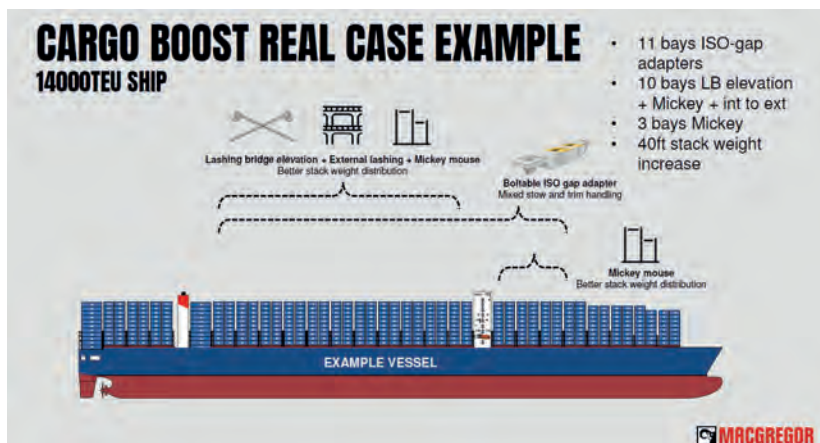 CARGO BOOST REAL CASE EXAMPLE
14000TEU SHIP
• 11 bays ISO-gap
adapters
• 10 bays LB elevation
+ Mickey + int to ext
• 3 bays Mickey
• 40ft stack weight
increase
Lashing bridge elevation + External lashing + Mickey mouse
Better stack weight distribution
Boltable ISO gap adapter
Mixed stow and trim handling
Mickey mouse
Better stack weight distribution
EXAMPLE VESSEL
MACGREGOR